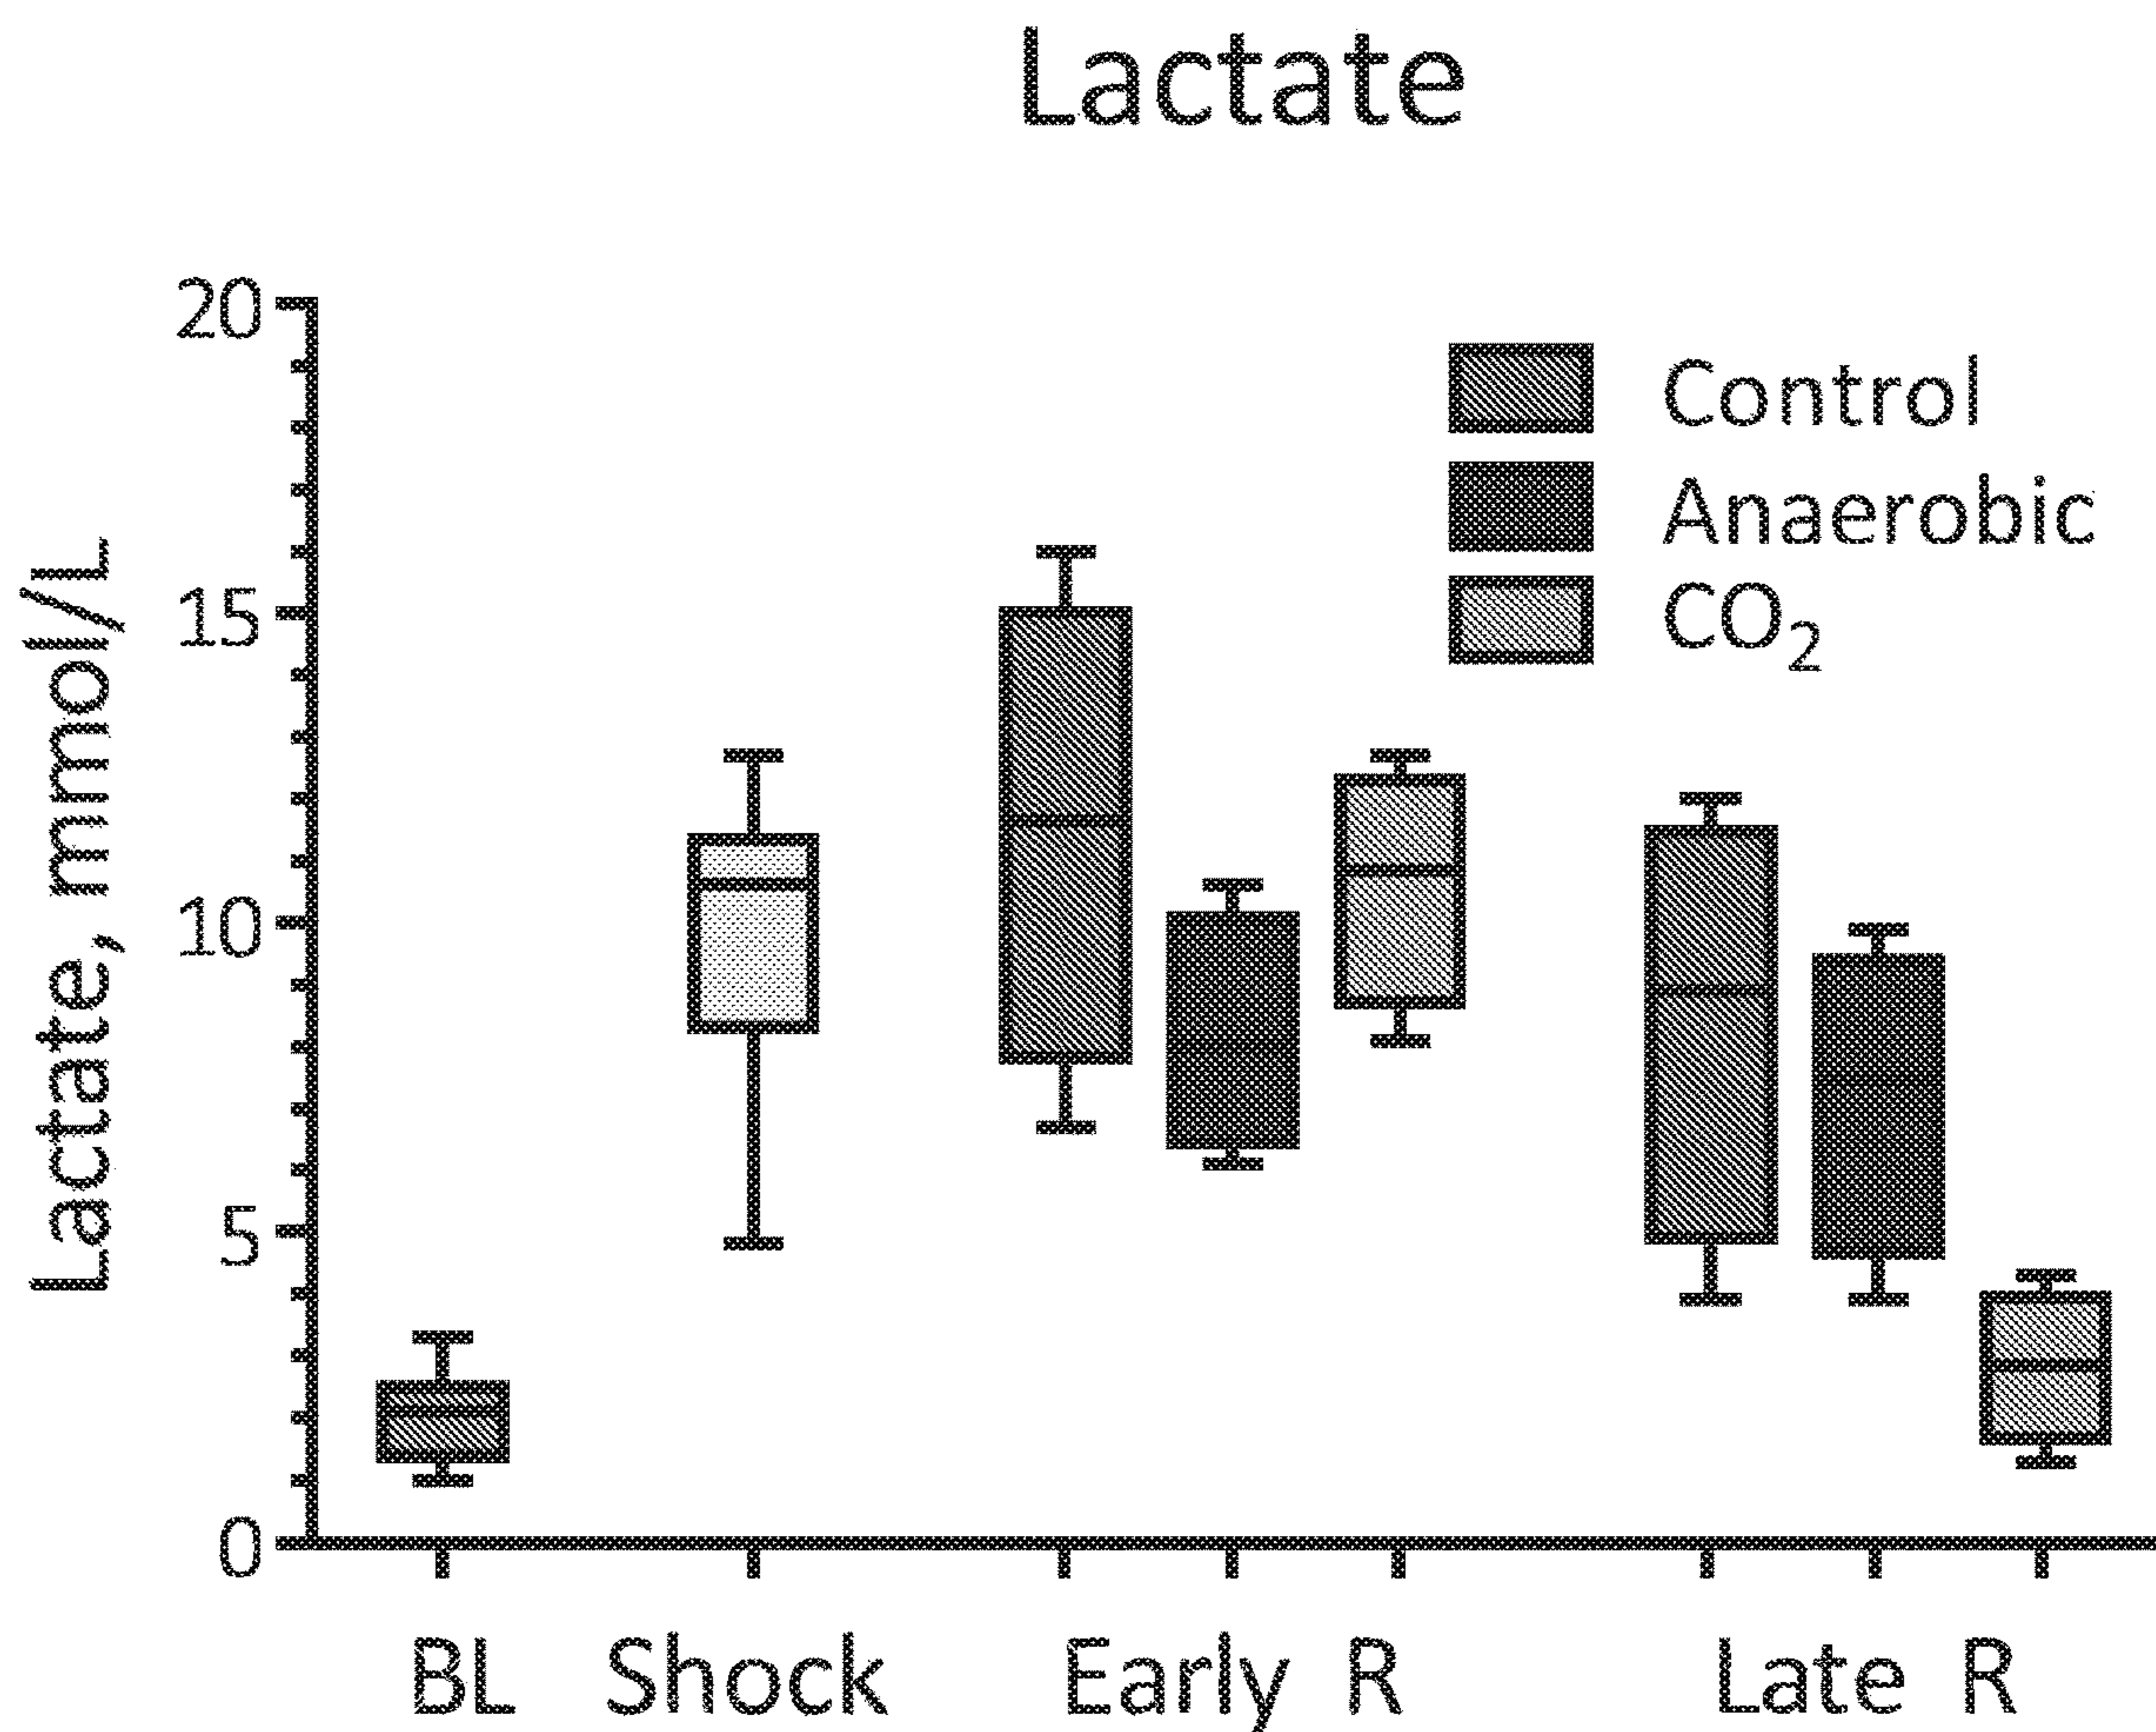 Lactate
Lactate, mmol/L
20
15
10
5
0
Control
Anaerobic
CO₂
BL Shock Early R Late R